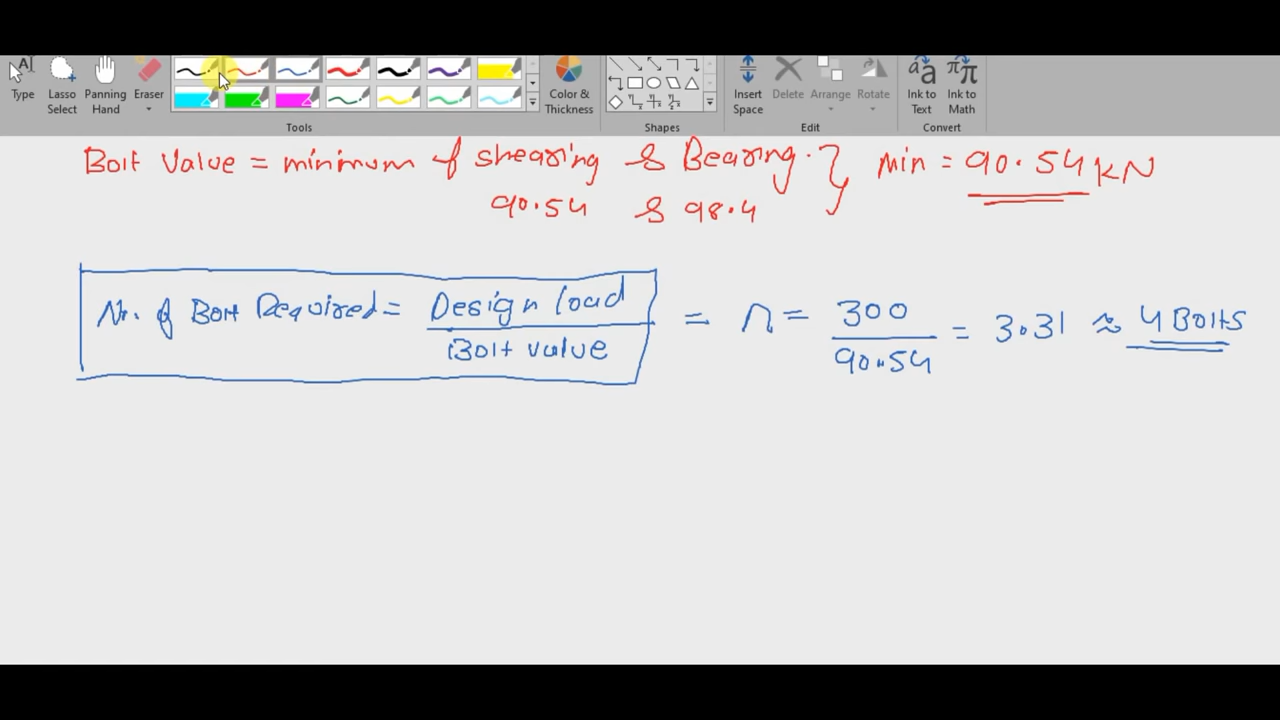 Type
Lasso Select
Panning Hand
Eraser
Color & Thickness
Insert Space
Delete
Arrange
Rotate
Ink to Text
Ink to Math
Tools
Shapes
Edit
Convert
Bolt Value = minimum of shearing & Bearing. } Min = 90.54 KN
90.54 & 98.4
Nr. of Bolt Required = Design load / Bolt value = n = 300 / 90.54 = 3.31 ≈ 4 Bolts